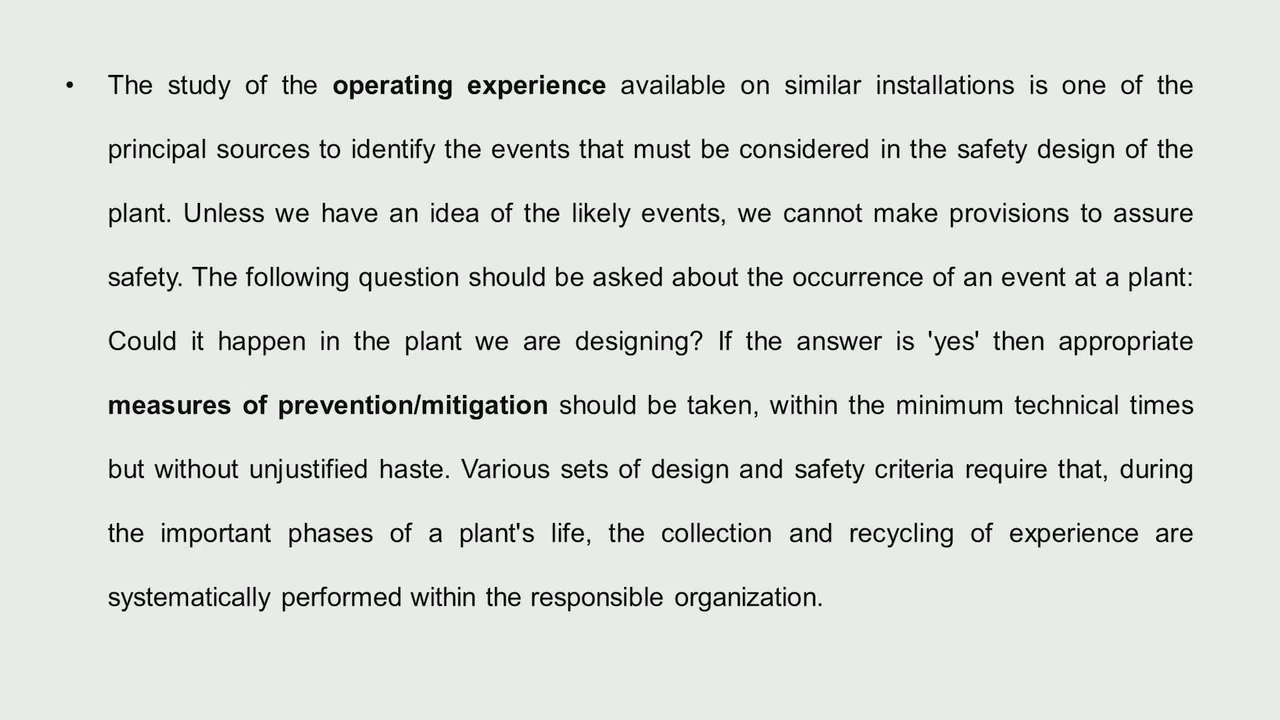 • The study of the operating experience available on similar installations is one of the
principal sources to identify the events that must be considered in the safety design of the
plant. Unless we have an idea of the likely events, we cannot make provisions to assure
safety. The following question should be asked about the occurrence of an event at a plant:
Could it happen in the plant we are designing? If the answer is 'yes' then appropriate
measures of prevention/mitigation should be taken, within the minimum technical times
but without unjustified haste. Various sets of design and safety criteria require that, during
the important phases of a plant's life, the collection and recycling of experience are
systematically performed within the responsible organization.